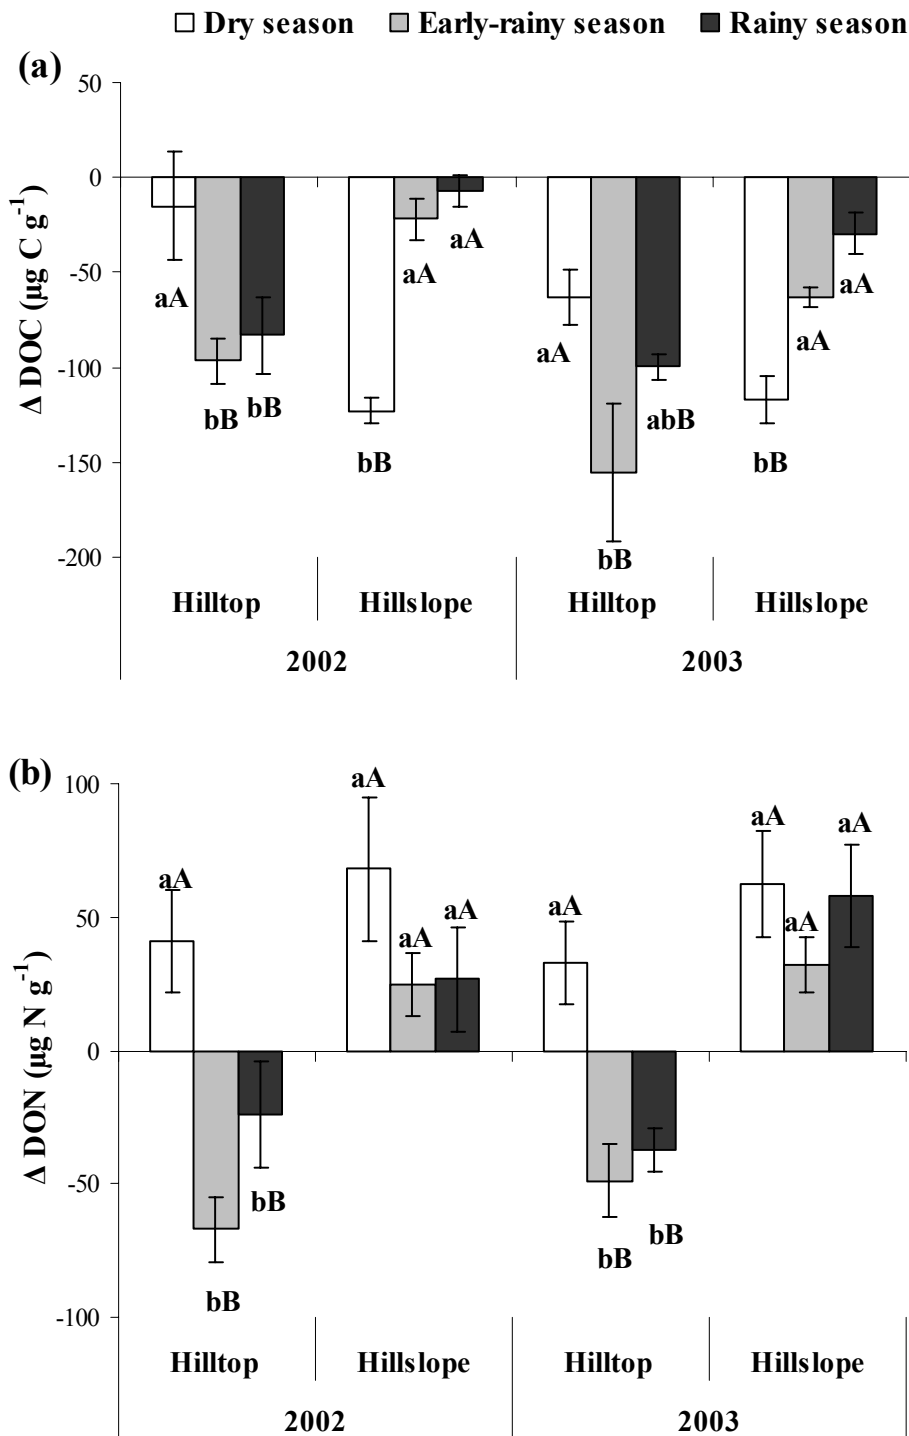 Dry season Early-rainy season Rainy season
(a)
Δ DOC (µg C g⁻¹)
50
0
-50
-100
-150
-200
aA bB bB
bB aA aA
aA bB abB
bB aA aA
Hilltop Hillslope Hilltop Hillslope
2002 2003
(b)
Δ DON (µg N g⁻¹)
100
50
0
-50
-100
aA bB bB
aA aA aA
aA bB bB
aA aA aA
Hilltop Hillslope Hilltop Hillslope
2002 2003